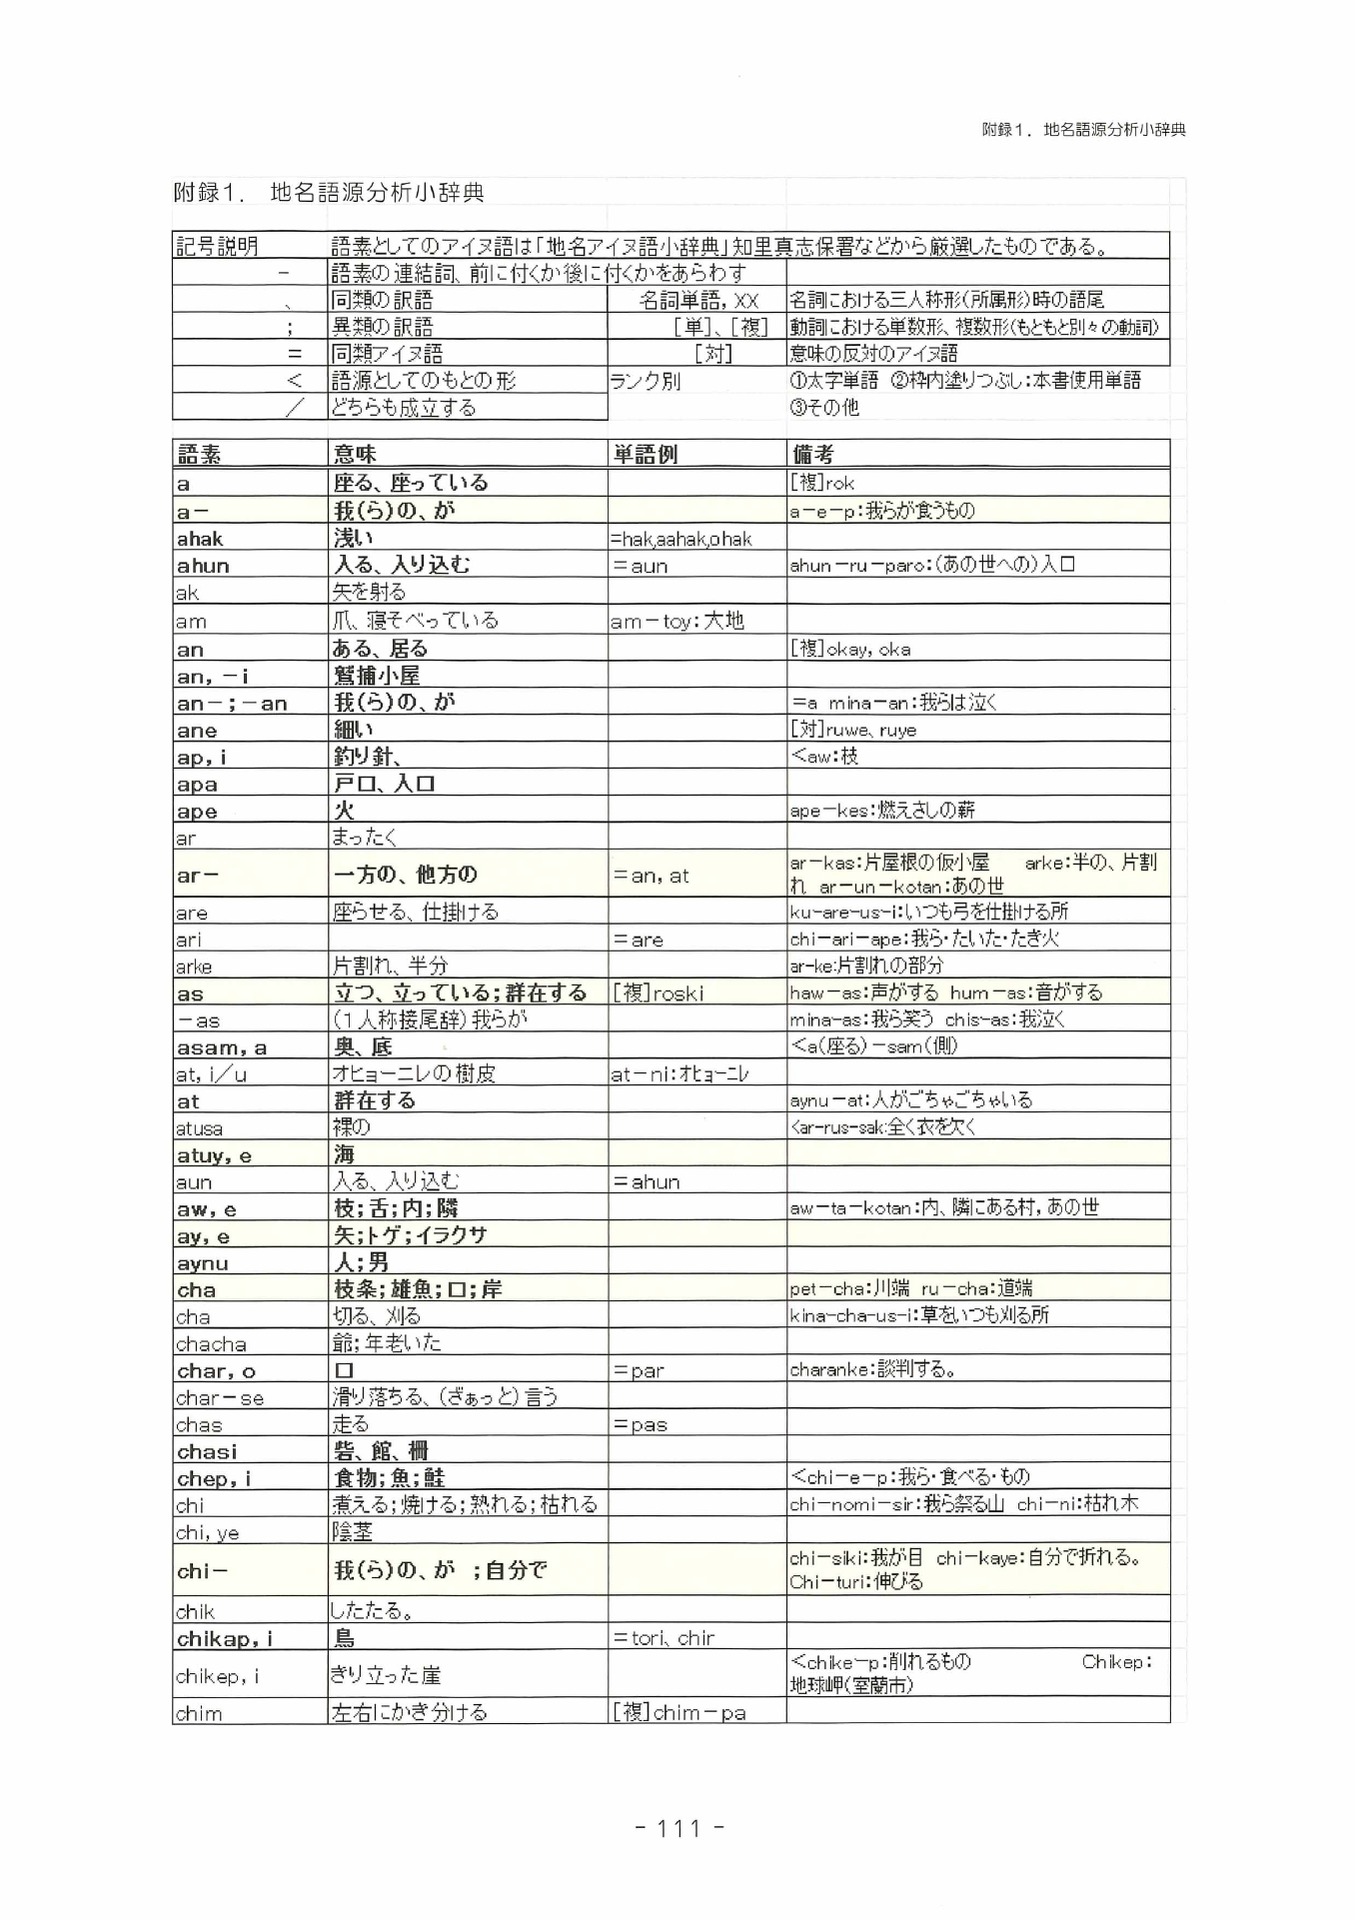 附録1．地名語源分析小辞典
附録1．　地名語源分析小辞典
記号説明　語素としてのアイヌ語は「地名アイヌ語小辞典」知里真志保署などから厳選したものである。
－　語素の連結詞、前に付くか後に付くかをあらわす
、　同類の訳語　名詞単語，XX　名詞における三人称形（所属形）時の語尾
；　異類の訳語　［単］、［複］　動詞における単数形、複数形（もともと別々の動詞）
＝　同類アイヌ語　［対］　意味の反対のアイヌ語
＜　語源としてのもとの形　ランク別　①太字単語　②枠内塗りつぶし：本書使用単語
／　どちらも成立する　③その他
語素　意味　単語例　備考
a　座る、座っている　［複］rok
a－　我（ら）の、が　a－e－p：我らが食うもの
ahak　浅い　=hak,aahak,ohak
ahun　入る、入り込む　＝aun　ahun－ru－paro：（あの世への）入口
ak　矢を射る
am　爪、寝そべっている　am－toy：大地
an　ある、居る　［複］okay，oka
an，－i　鷲捕小屋
an－；－an　我（ら）の、が　＝a　mina－an：我らは泣く
ane　細い　［対］ruwe、ruye
ap，i　釣り針、　＜aw：枝
apa　戸口、入口
ape　火　ape－kes：燃えさしの薪
ar　まったく
ar－　一方の、他方の　＝an，at　ar－kas：片屋根の仮小屋　arke：半の、片割
れ　ar－un－kotan：あの世
are　座らせる、仕掛ける　ku－are－us－i：いつも弓を仕掛ける所
ari　＝are　chi－ari－ape：我ら・たいた・たき火
arke　片割れ、半分　ar-ke:片割れの部分
as　立つ、立っている；群在する　［複］roski　haw－as：声がする　hum－as：音がする
－as　（１人称接尾辞）我らが　mina－as：我ら笑う　chis－as：我泣く
asam，a　奥、底　＜a（座る）－sam（側）
at，i／u　オヒョーニレの樹皮　at－ni：ｵﾋｮｰﾆﾚ
at　群在する　aynu－at：人がごちゃごちゃいる
atusa　裸の　<ar-rus-sak:全く衣を欠く
atuy，e　海
aun　入る、入り込む　＝ahun
aw，e　枝；舌；内；隣　aw－ta－kotan：内、隣にある村，あの世
ay，e　矢；トゲ；イラクサ
aynu　人；男
cha　枝条；雄魚；口；岸　pet－cha：川端　ru－cha：道端
cha　切る、刈る　kina－cha－us－i：草をいつも刈る所
chacha　爺；年老いた
char，o　口　＝par　charanke：談判する。
char－se　滑り落ちる、（ざぁっと）言う
chas　走る　＝pas
chasi　砦、館、柵
chep，i　食物；魚；鮭　＜chi－e－p：我ら・食べる・もの
chi　煮える；焼ける；熟れる；枯れる　chi－nomi－sir：我ら祭る山　chi－ni：枯れ木
chi，ye　陰茎
chi－　我（ら）の、が　；自分で　chi－siki：我が目　chi－kaye：自分で折れる。
Chi－turi：伸びる
chik　したたる。
chikap，i　鳥　＝tori、chir
chikep，i　きり立った崖　＜chike－p：削れるもの　Chikep：
地球岬（室蘭市）
chim　左右にかき分ける　［複］chim－pa
- 111 -